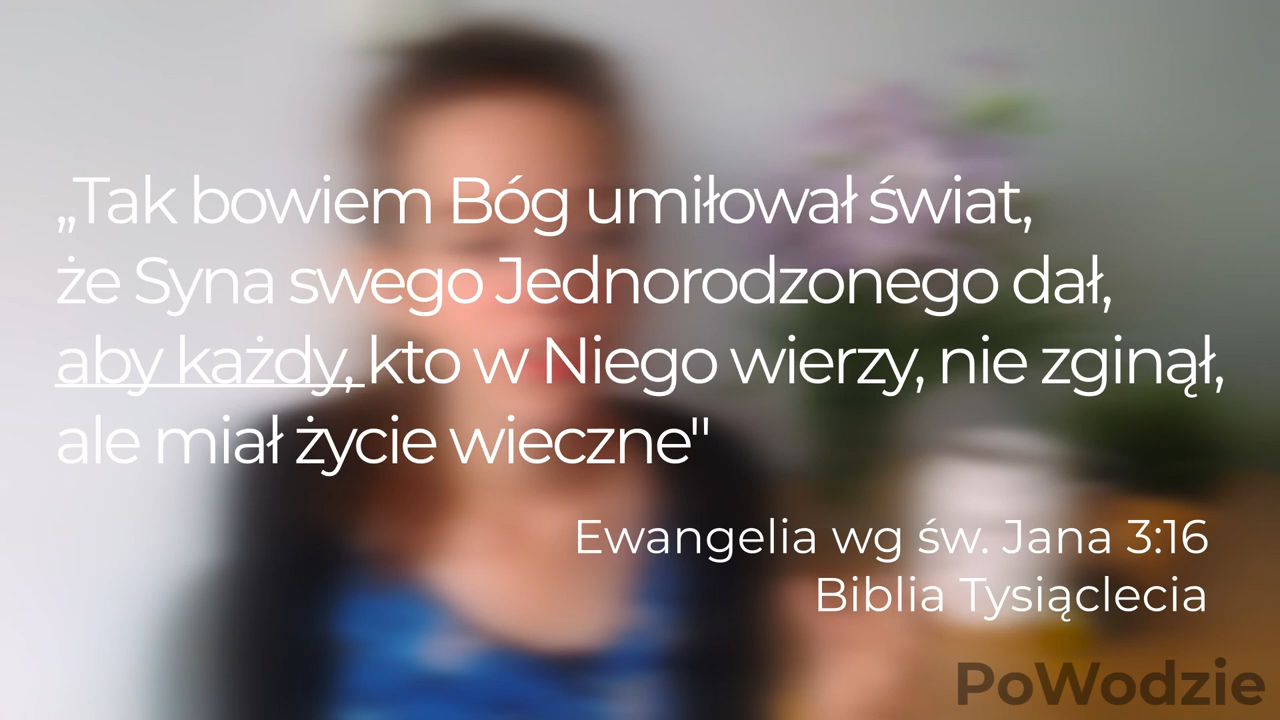 „Tak bowiem Bóg umiłował świat,
że Syna swego Jednorodzonego dał,
aby każdy, kto w Niego wierzy, nie zginął,
ale miał życie wieczne"
Ewangelia wg św. Jana 3:16
Biblia Tysiąclecia
PoWodzie